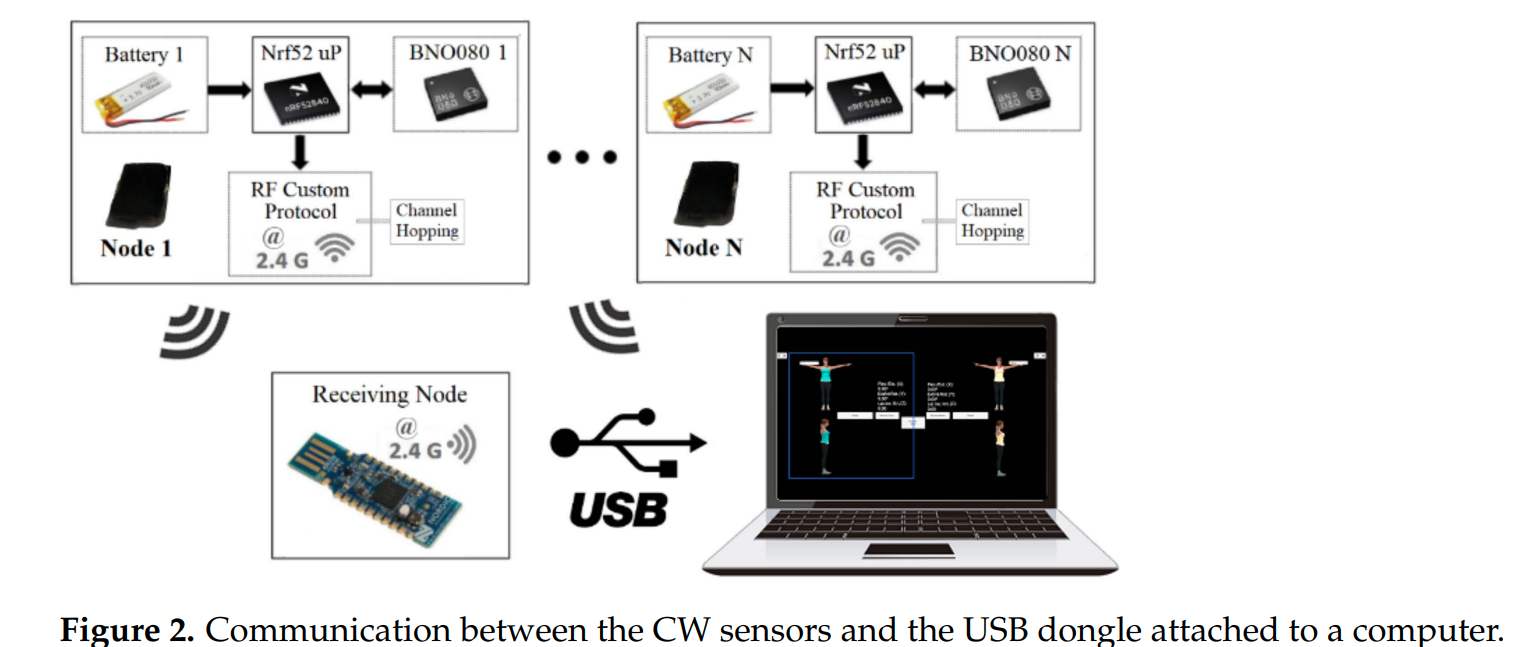 Battery 1
Nrf52 uP
BNO080 1
nRF52840
BNO
080
Node 1
RF Custom
Protocol
@
2.4 G
Channel
Hopping
Battery N
Nrf52 uP
BNO080 N
nRF52840
BNO
080
Node N
RF Custom
Protocol
@
2.4 G
Channel
Hopping
Receiving Node
@
2.4 G
NORDIC
USB
Figure 2. Communication between the CW sensors and the USB dongle attached to a computer.